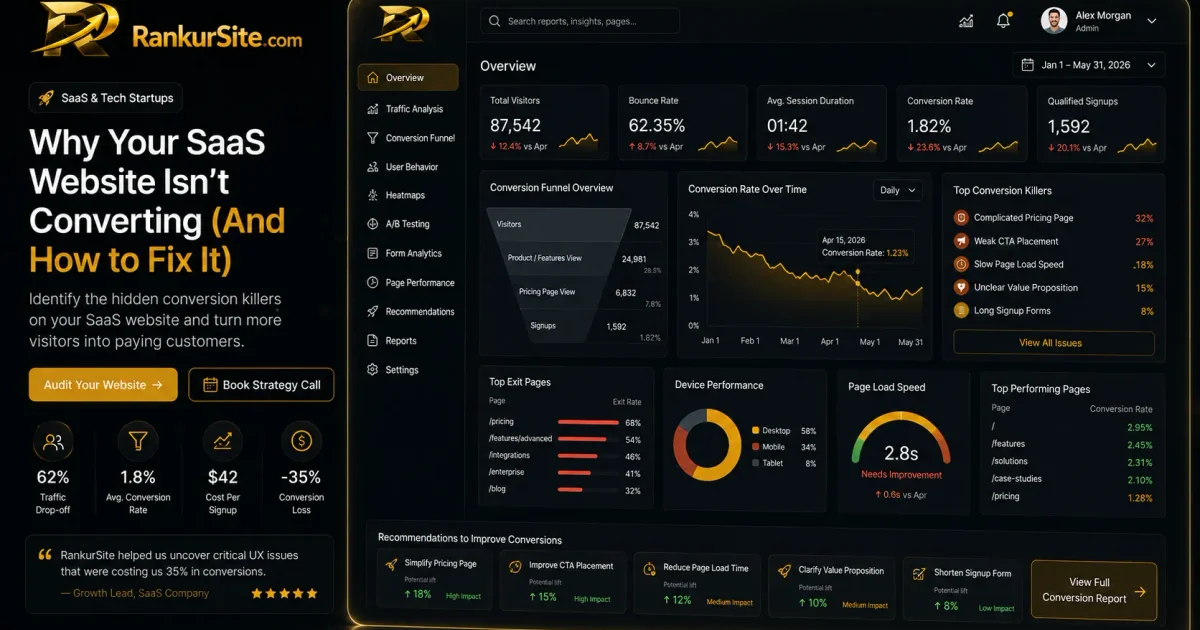 RankurSite.com
SaaS & Tech Startups
Why Your SaaS
Website Isn't
Converting (And
How to Fix It)
Identify the hidden conversion killers
on your SaaS website and turn more
visitors into paying customers.
Audit Your Website →
Book Strategy Call
62%
Traffic
Drop-off
1.8%
Avg. Conversion
Rate
$42
Cost Per
Signup
-35%
Conversion
Loss
“ RankurSite helped us uncover critical UX issues
that were costing us 35% in conversions.
— Growth Lead, SaaS Company
Search reports, insights, pages...
Alex Morgan
Admin
Overview
Traffic Analysis
Conversion Funnel
User Behavior
Heatmaps
A/B Testing
Form Analytics
Page Performance
Recommendations
Reports
Settings
Overview
Jan 1 – May 31, 2026
Total Visitors
87,542
↓ 12.4% vs Apr
Bounce Rate
62.35%
↑ 8.7% vs Apr
Avg. Session Duration
01:42
↓ 15.3% vs Apr
Conversion Rate
1.82%
↓ 23.6% vs Apr
Qualified Signups
1,592
↓ 20.1% vs Apr
Conversion Funnel Overview
Visitors 87,542
Product / Features View 24,981
28.5%
Pricing Page View 6,832
7.8%
Signups 1,592
1.82%
Conversion Rate Over Time
Daily
4%
3%
2%
1%
0%
Apr 15, 2026
Conversion Rate: 1.23%
Jan 1 Feb 1 Mar 1 Apr 1 May 1 May 31
Top Conversion Killers
Complicated Pricing Page 32%
Weak CTA Placement 27%
Slow Page Load Speed .18%
Unclear Value Proposition 15%
Long Signup Forms 8%
View All Issues
Top Exit Pages
Page Exit Rate
/pricing 68%
/features/advanced 54%
/integrations 46%
/enterprise 41%
/blog 32%
Device Performance
Desktop 58%
Mobile 34%
Tablet 8%
Page Load Speed
2.8s
Needs Improvement
↑ 0.6s vs Apr
Top Performing Pages
Page Conversion Rate
/ 2.95%
/features 2.45%
/solutions 2.31%
/case-studies 2.10%
/pricing 1.28%
Recommendations to Improve Conversions
Simplify Pricing Page
Potential lift
↑ 18% High Impact
Improve CTA Placement
Potential lift
↑ 15% High Impact
Reduce Page Load Time
Potential lift
↑ 12% Medium Impact
Clarify Value Proposition
Potential lift
↑ 10% Medium Impact
Shorten Signup Form
Potential lift
↑ 8% Low Impact
View Full
Conversion Report →